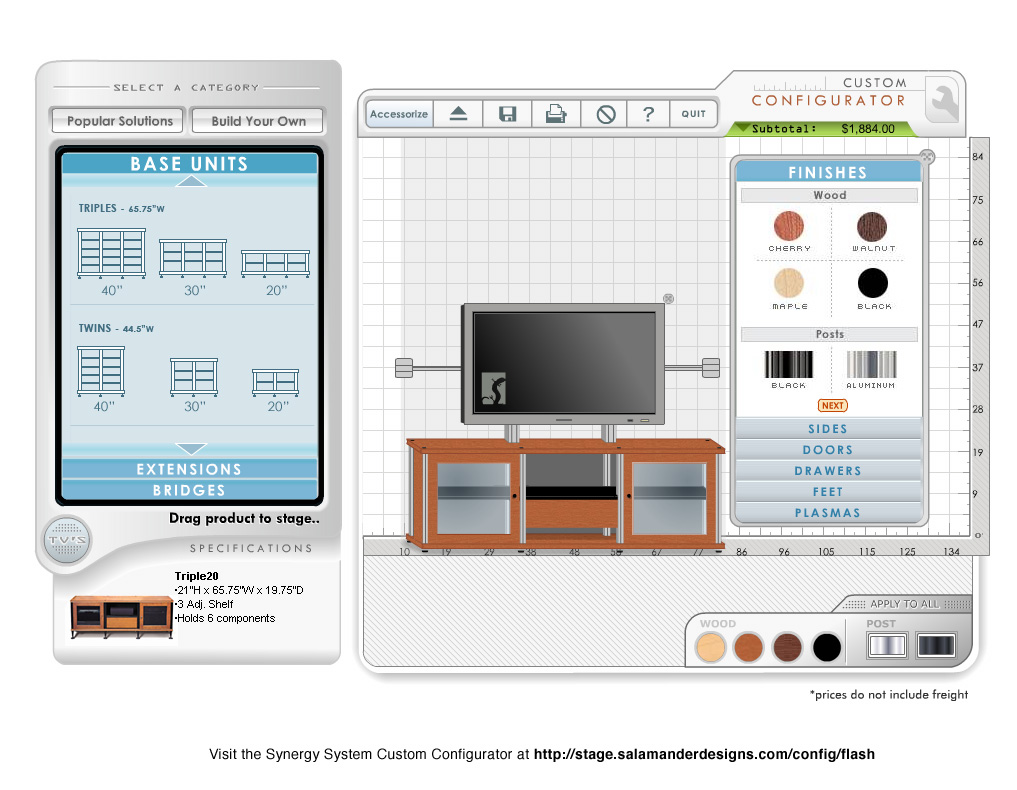 SELECT A CATEGORY
Popular Solutions
Build Your Own
BASE UNITS
TRIPLES - 65.75"W
40" 30" 20"
TWINS - 44.5"W
40" 30" 20"
EXTENSIONS
BRIDGES
Drag product to stage..
TV'S
SPECIFICATIONS
Triple20
•21"H x 65.75"W x 19.75"D
•3 Adj. Shelf
•Holds 6 components
Accessorize
?
QUIT
CUSTOM
CONFIGURATOR
Subtotal: $1,884.00
FINISHES
Wood
CHERRY WALNUT
MAPLE BLACK
Posts
BLACK ALUMINUM
NEXT
SIDES
DOORS
DRAWERS
FEET
PLASMAS
84
75
66
56
47
37
28
19
9
0
10 19 29 38 48 58 67 77 86 96 105 115 125 134
APPLY TO ALL
WOOD
POST
*prices do not include freight
Visit the Synergy System Custom Configurator at http://stage.salamanderdesigns.com/config/flash